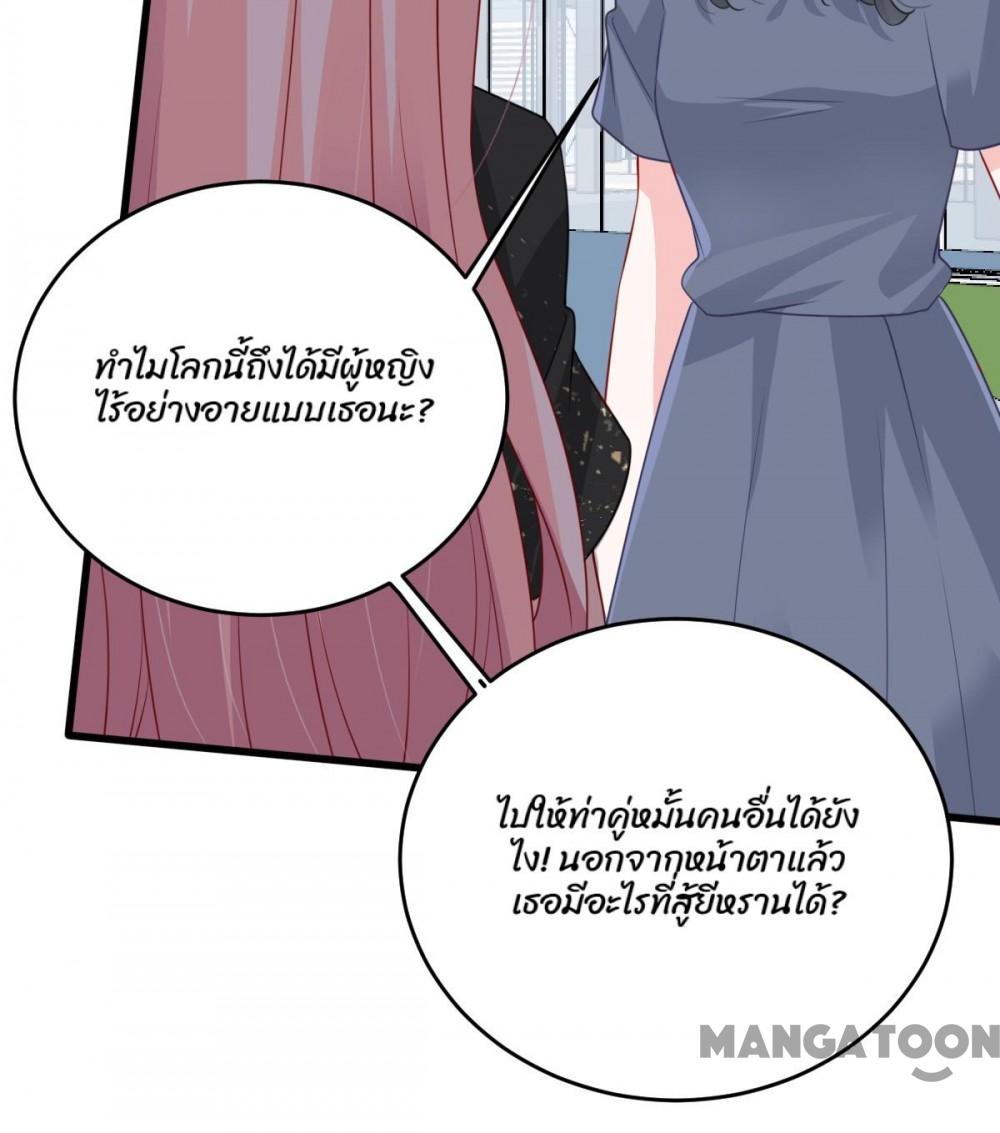 ทำไมโลกนี้ถึงได้มีผู้หญิง
ไร้อย่างอายแบบเธอนะ?
ไปให้ท่าคู่หมั้นคนอื่นได้ยัง
ไง! นอกจากหน้าตาแล้ว
เธอมีอะไรที่สู้ยีหรานได้?
MANGATOON